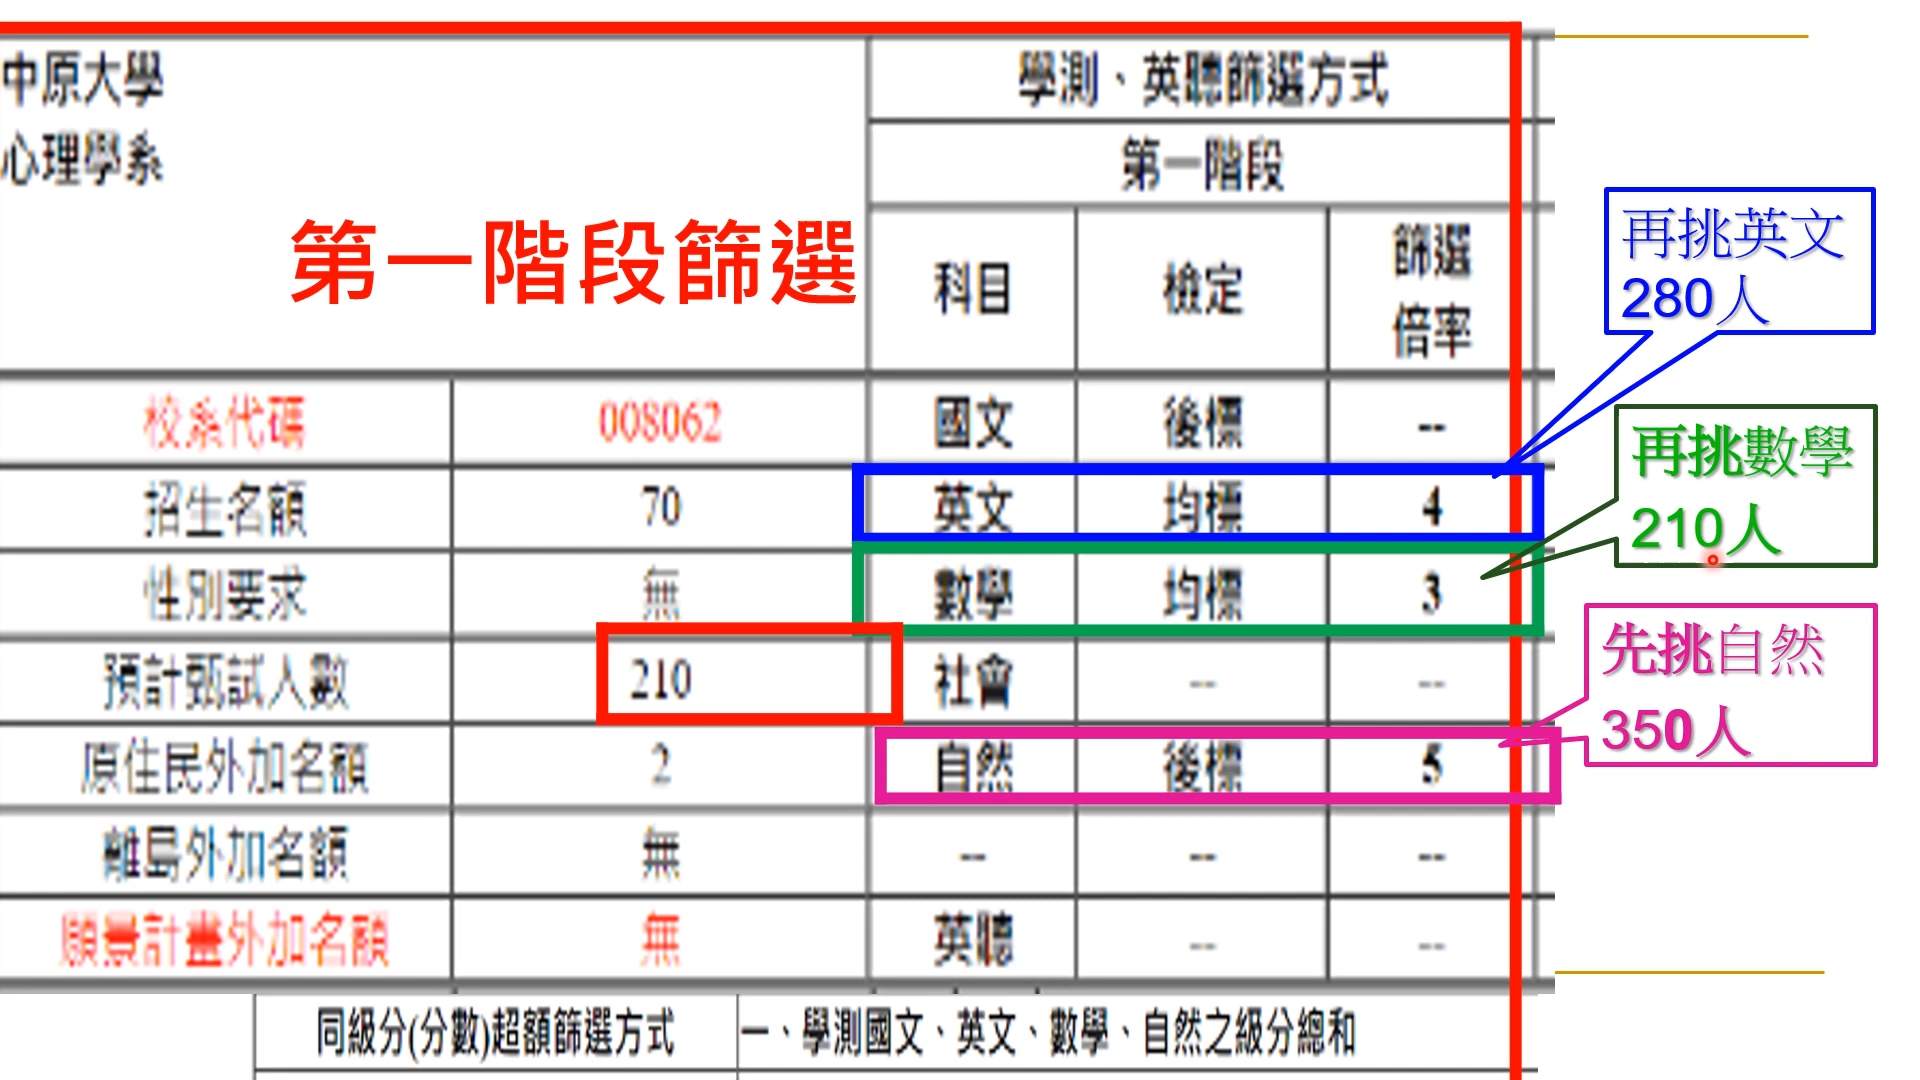 中原大學
心理學系
第一階段篩選
學測、英聽篩選方式
第一階段
科目 檢定 篩選倍率
校系代碼 008062 國文 後標 --
招生名額 70 英文 均標 4
性別要求 無 數學 均標 3
預計甄試人數 210 社會 -- --
原住民外加名額 2 自然 後標 5
離島外加名額 無 -- -- --
願景計畫外加名額 無 英聽 -- --
同級分(分數)超額篩選方式 一、學測國文、英文、數學、自然之級分總和
再挑英文
280人
再挑數學
210人
先挑自然
350人